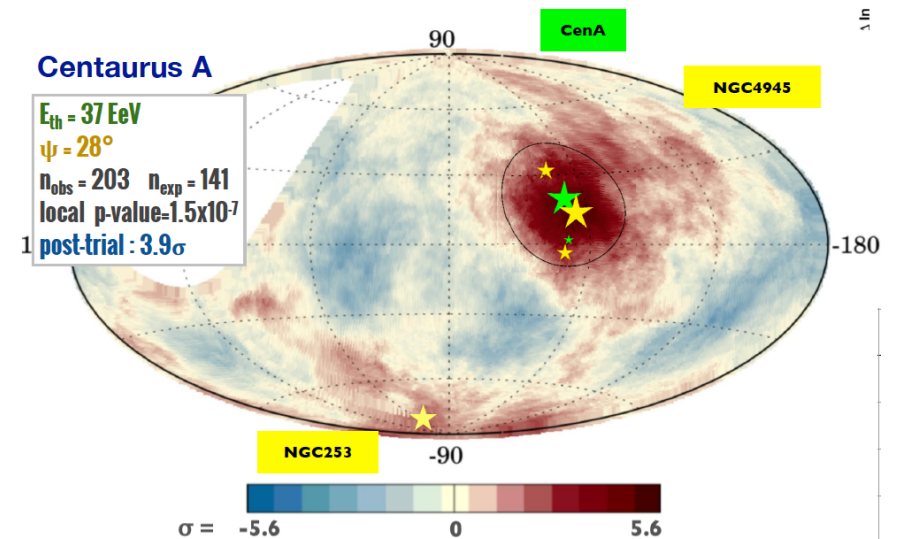 Δ ln
CenA
90
Centaurus A
NGC4945
Eth = 37 EeV
ψ = 28°
nobs = 203 nexp = 141
local p-value=1.5x10-7
post-trial : 3.9σ
1
-180
NGC253
-90
σ = -5.6 0 5.6